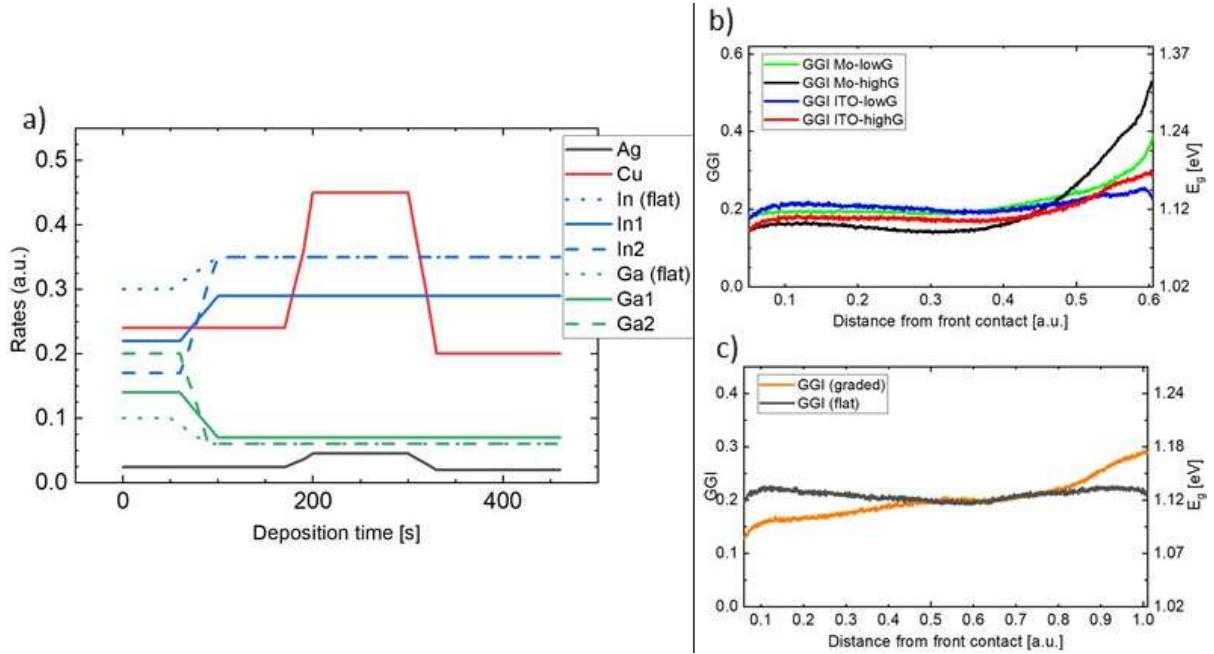 a)
Rates (a.u.)
0.5
0.4
0.3
0.2
0.1
0.0
0
200
400
Deposition time [s]
Ag
Cu
In (flat)
In1
In2
Ga (flat)
Ga1
Ga2
b)
GGI
0.6
0.4
0.2
0.0
GGI Mo-lowG
GGI Mo-highG
GGI ITO-lowG
GGI ITO-highG
1.37
1.24
1.12
1.02
Eg [eV]
0.1
0.2
0.3
0.4
0.5
0.6
Distance from front contact [a.u.]
c)
GGI
0.4
0.3
0.2
0.1
0.0
GGI (graded)
GGI (flat)
1.24
1.18
1.12
1.07
1.02
Eg [eV]
0.1
0.2
0.3
0.4
0.5
0.6
0.7
0.8
0.9
1.0
Distance from front contact [a.u.]